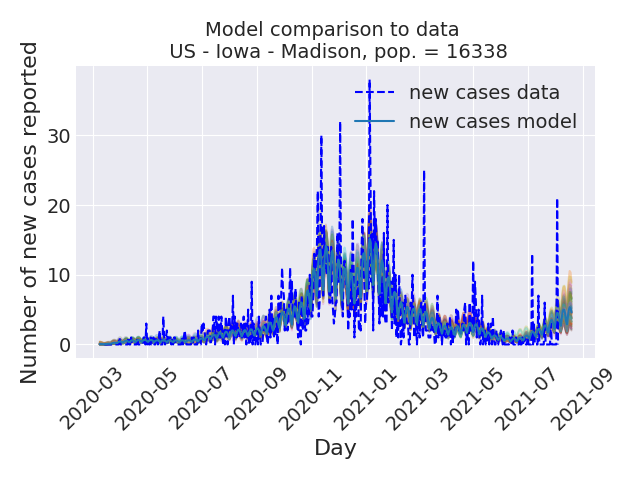 Model comparison to data
US - Iowa - Madison, pop. = 16338
Number of new cases reported
30
20
10
0
new cases data
new cases model
2020-03
2020-05
2020-07
2020-09
2020-11
2021-01
2021-03
2021-05
2021-07
2021-09
Day